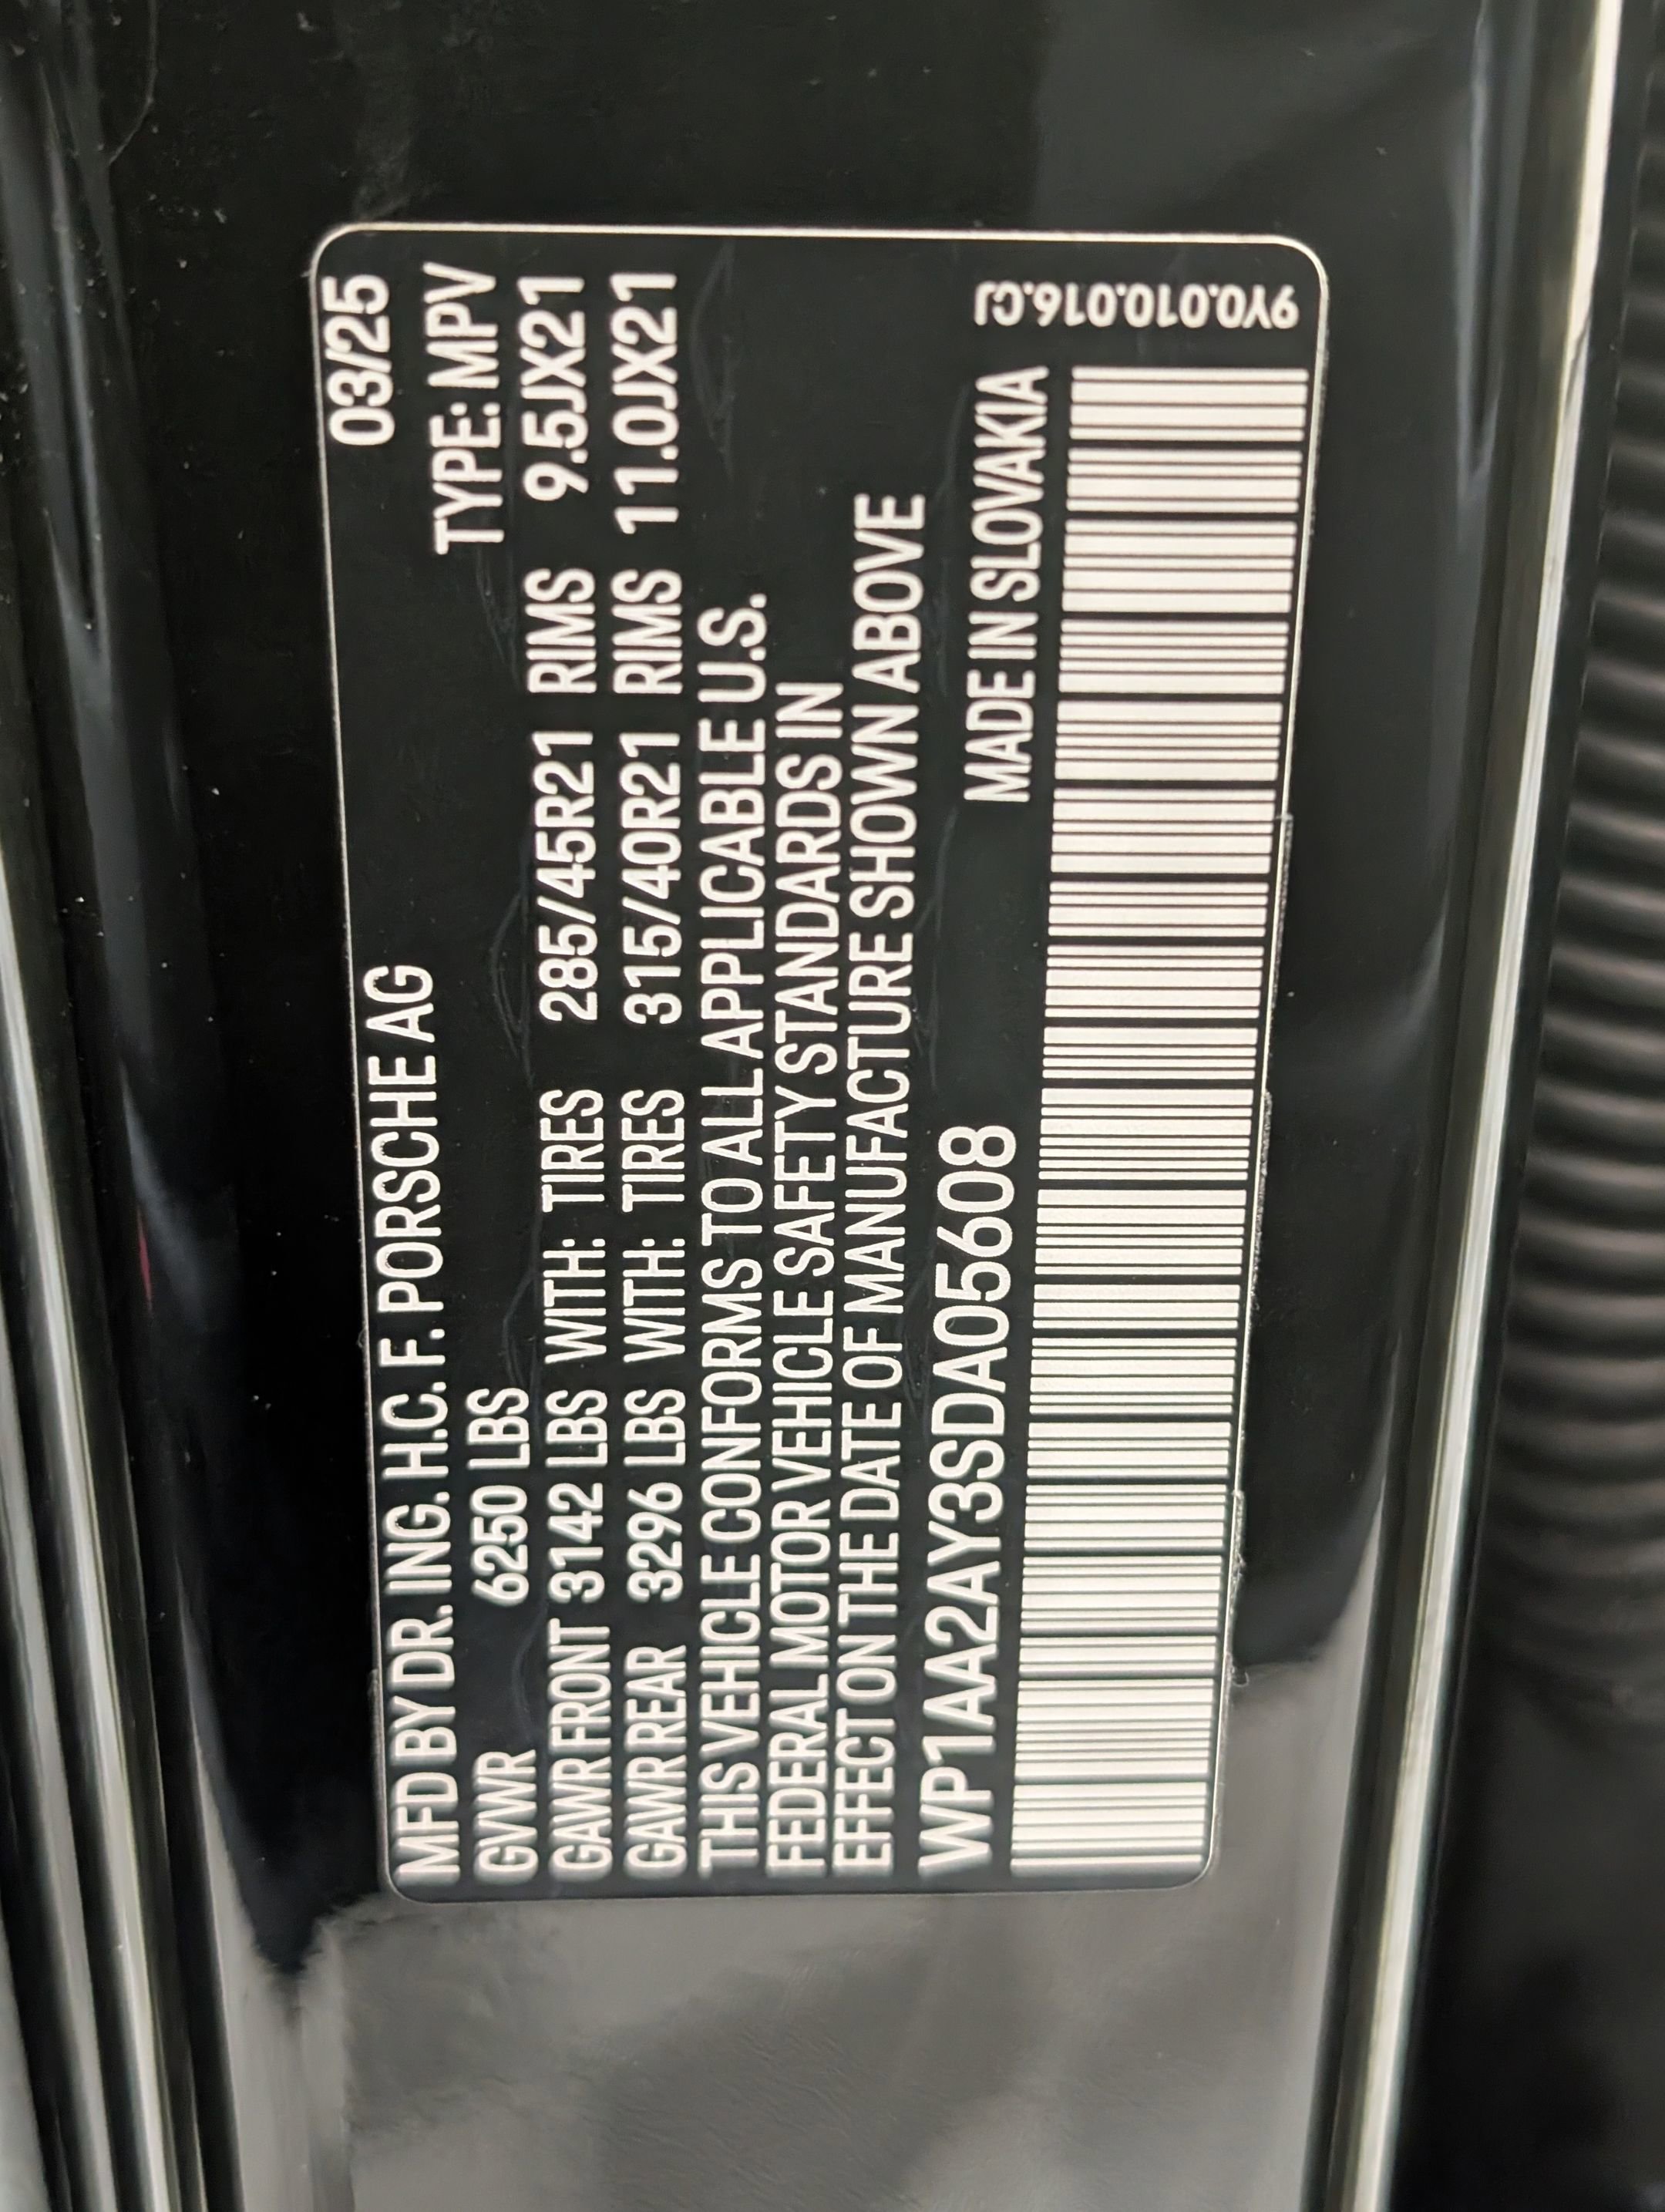 MFD BY DR. ING. H.C. F. PORSCHE AG 03/25
GVWR 6250 LBS TYPE: MPV
GAWR FRONT 3142 LBS WITH: TIRES 285/45R21 RIMS 9.5JX21
GAWR REAR 3296 LBS WITH: TIRES 315/40R21 RIMS 11.0JX21
THIS VEHICLE CONFORMS TO ALL APPLICABLE U.S.
FEDERAL MOTOR VEHICLE SAFETY STANDARDS IN
EFFECT ON THE DATE OF MANUFACTURE SHOWN ABOVE
WP1AA2AY3SDA05608 MADE IN SLOVAKIA
9Y0.010.016.CJ